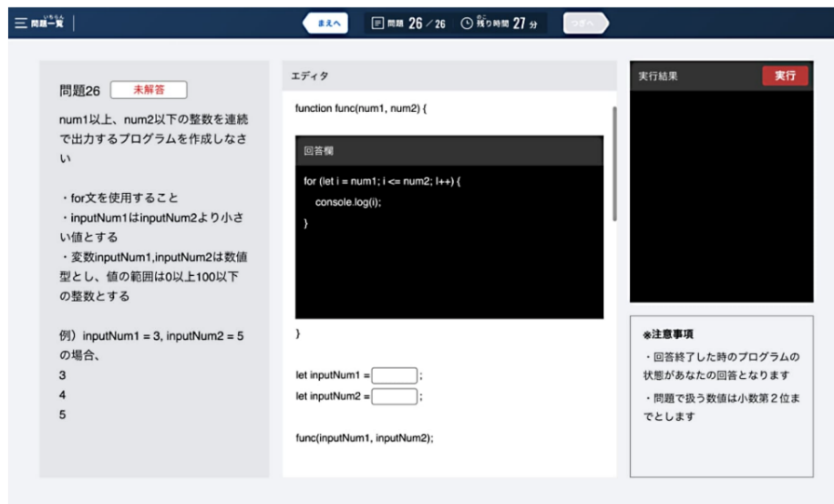 問題一覧
まえへ
問題 26 / 26
残り時間 27 分
つぎへ
問題26 未解答
num1以上、num2以下の整数を連続
で出力するプログラムを作成しなさ
い
・for文を使用すること
・inputNum1はinputNum2より小さ
い値とする
・変数inputNum1,inputNum2は数値
型とし、値の範囲は0以上100以下
の整数とする
例）inputNum1 = 3, inputNum2 = 5
の場合、
3
4
5
エディタ
function func(num1, num2) {
回答欄
for (let i = num1; i <= num2; I++) {
console.log(i);
}
}
let inputNum1 = ;
let inputNum2 = ;
func(inputNum1, inputNum2);
実行結果 実行
※注意事項
・回答終了した時のプログラムの
状態があなたの回答となります
・問題で扱う数値は小数第２位ま
でとします